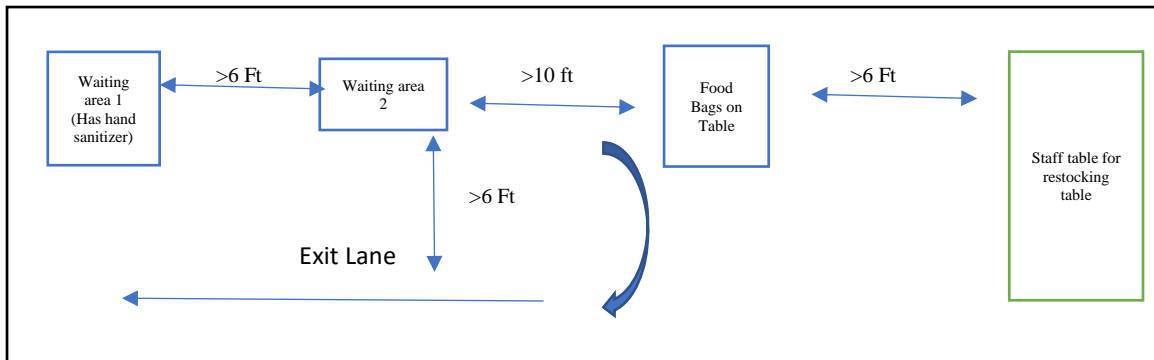 Waiting
area 1
(Has hand
sanitizer)
>6 Ft
Waiting area
2
>10 ft
Food
Bags on
Table
>6 Ft
Staff table for
restocking
table
>6 Ft
Exit Lane